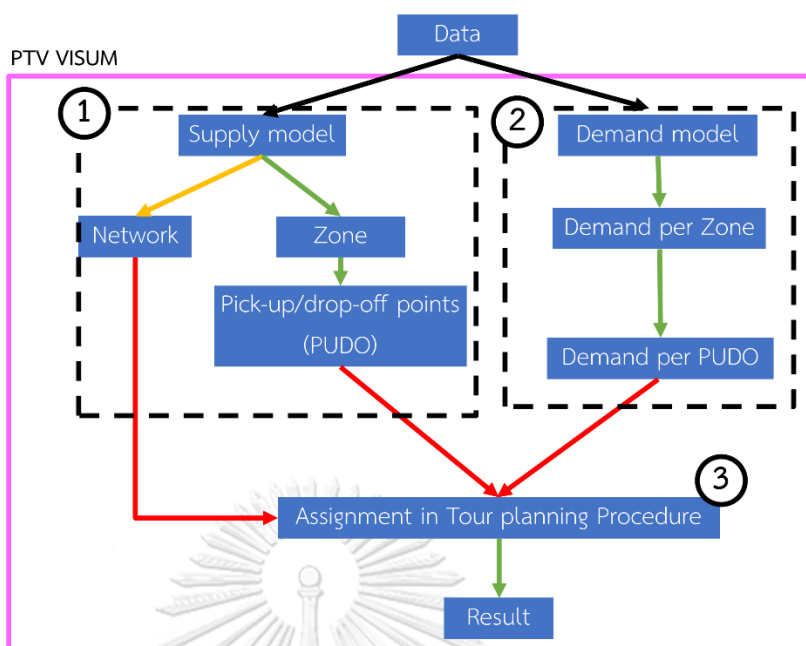 Data
PTV VISUM
1
2
Supply model
Demand model
Network
Zone
Demand per Zone
Pick-up/drop-off points
(PUDO)
Demand per PUDO
3
Assignment in Tour planning Procedure
Result